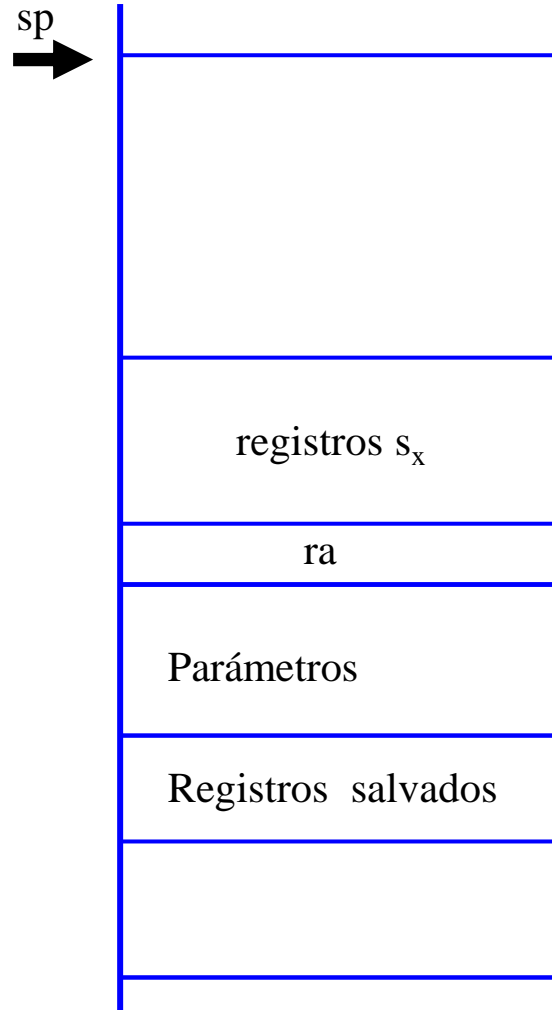 sp
registros sx
ra
Parámetros
Registros salvados